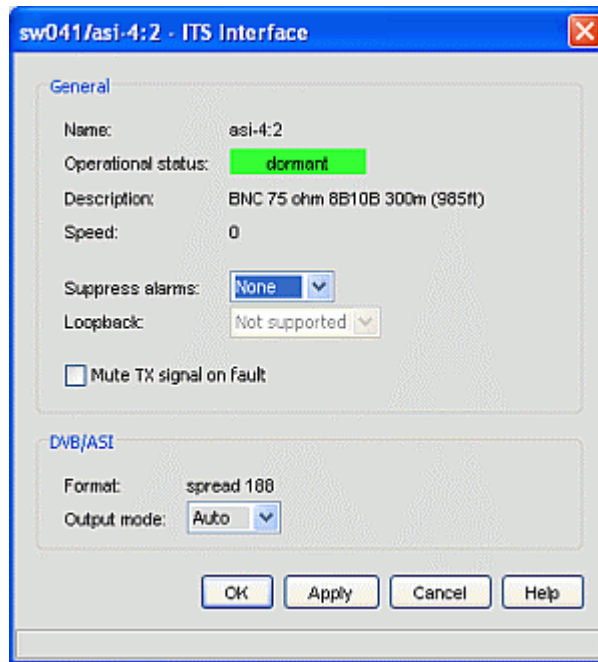 sw041/asi-4:2 - ITS Interface
General
Name: asi-4:2
Operational status: dormant
Description: BNC 75 ohm 8B10B 300m (985ft)
Speed: 0
Suppress alarms: None
Loopback: Not supported
Mute TX signal on fault
DVB/ASI
Format: spread 188
Output mode: Auto
OK Apply Cancel Help